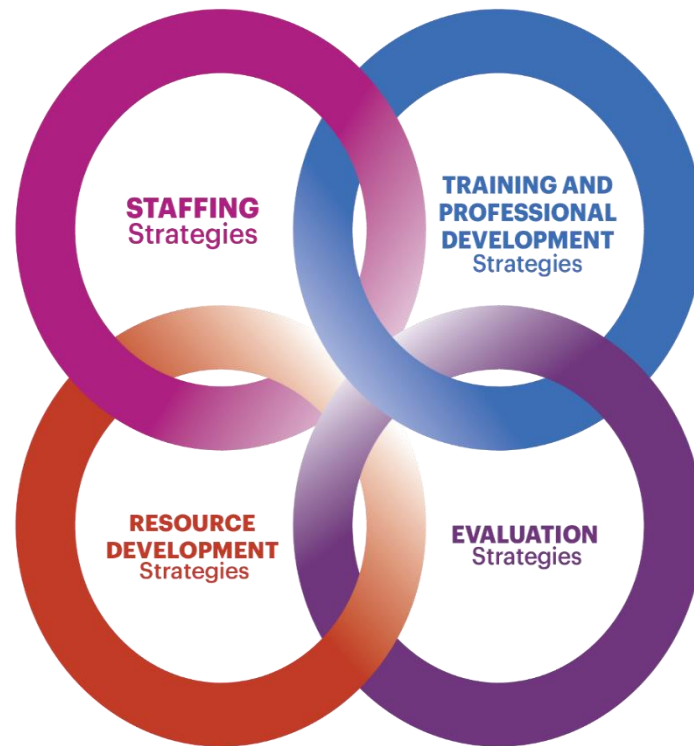 STAFFING
Strategies
TRAINING AND
PROFESSIONAL
DEVELOPMENT
Strategies
RESOURCE
DEVELOPMENT
Strategies
EVALUATION
Strategies